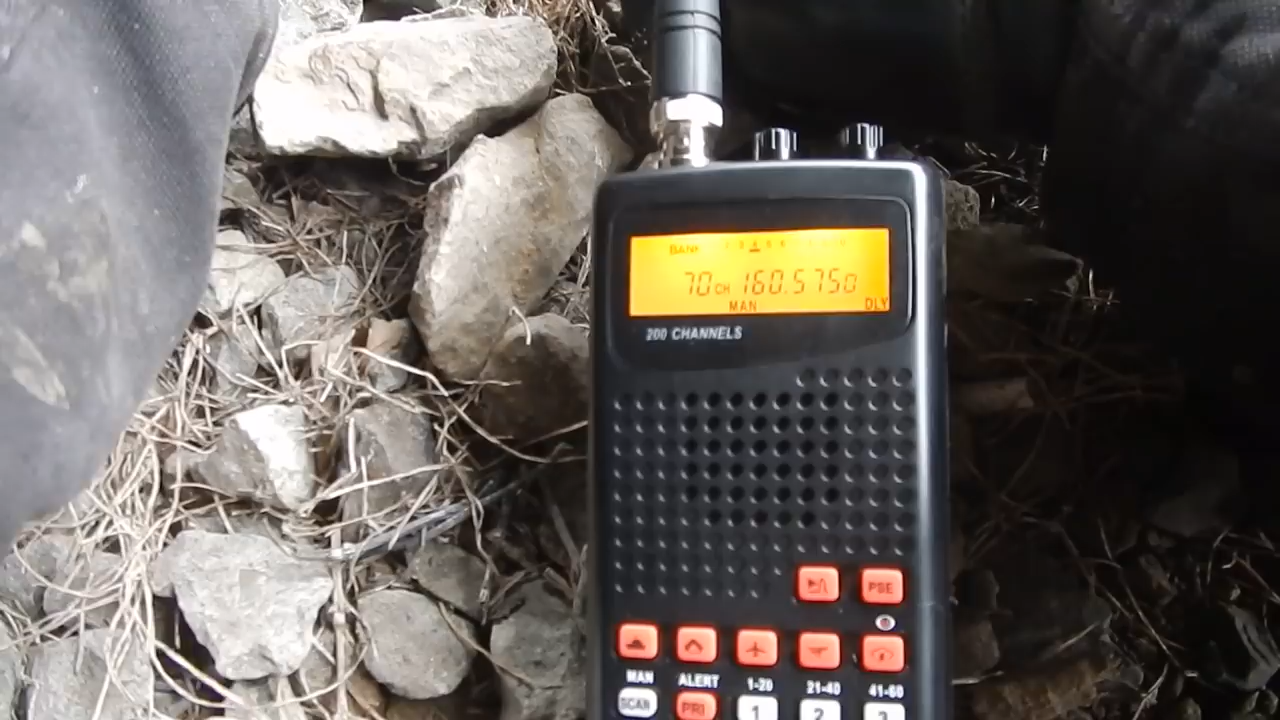 BANK
70CH 160.5750
MAN DLY
200 CHANNELS
PSE
MAN ALERT 1-20 21-40 41-60
SCAN PRI 1 2 3